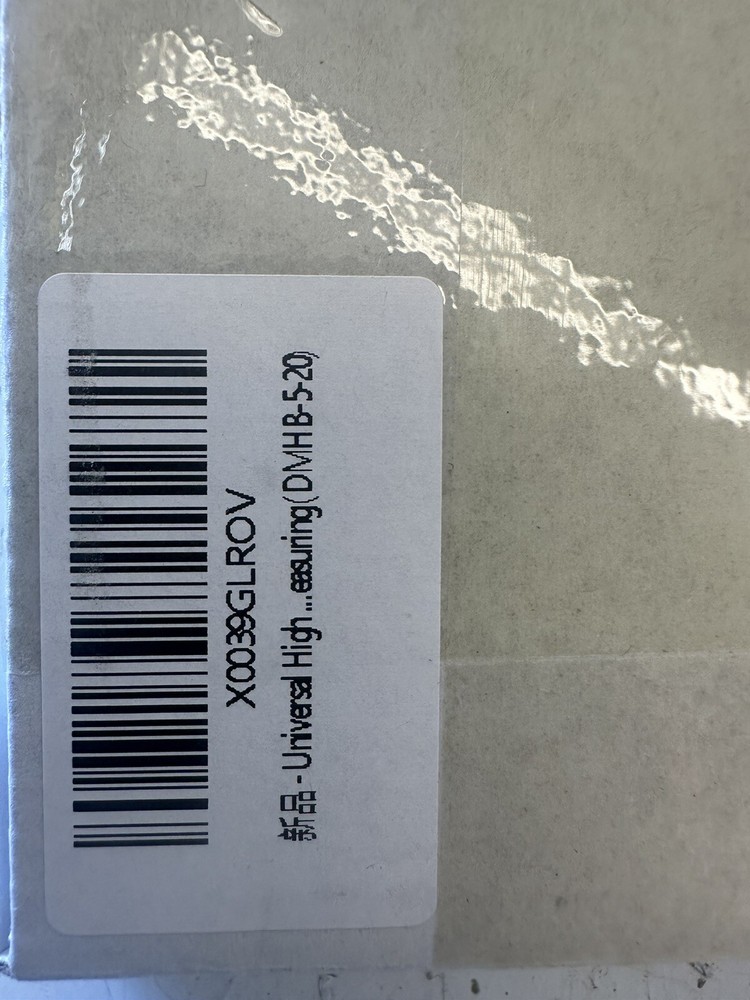 X0039GLROV
新品 - Universal High ...easuring(DMHB-5-20)